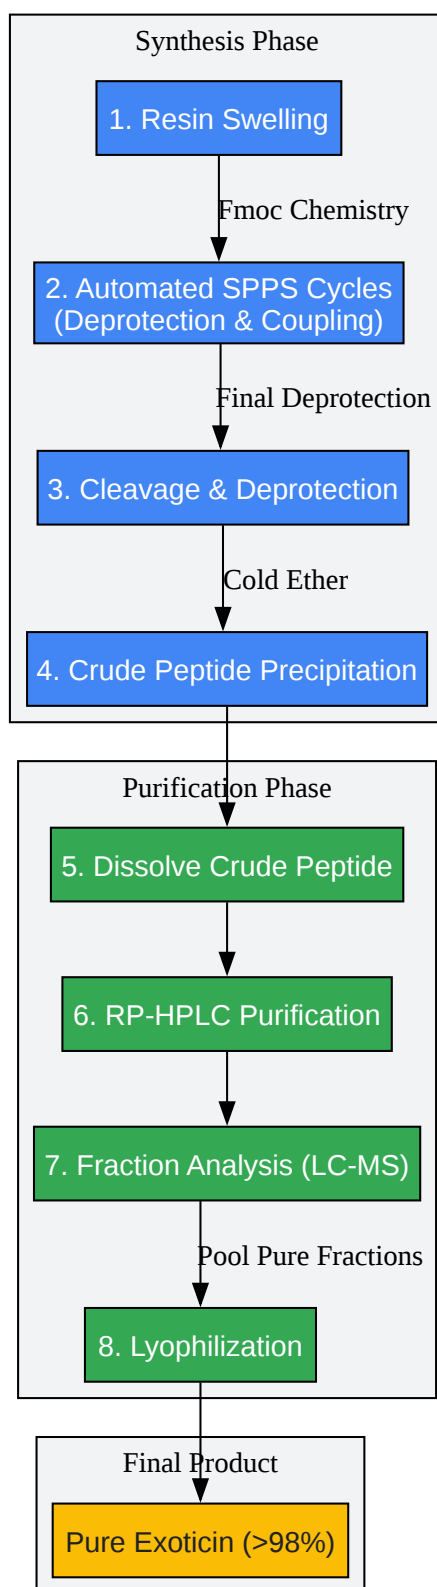 Synthesis Phase
1. Resin Swelling
Fmoc Chemistry
2. Automated SPPS Cycles
(Deprotection & Coupling)
Final Deprotection
3. Cleavage & Deprotection
Cold Ether
4. Crude Peptide Precipitation
Purification Phase
5. Dissolve Crude Peptide
6. RP-HPLC Purification
7. Fraction Analysis (LC-MS)
Pool Pure Fractions
8. Lyophilization
Final Product
Pure Exoticin (>98%)